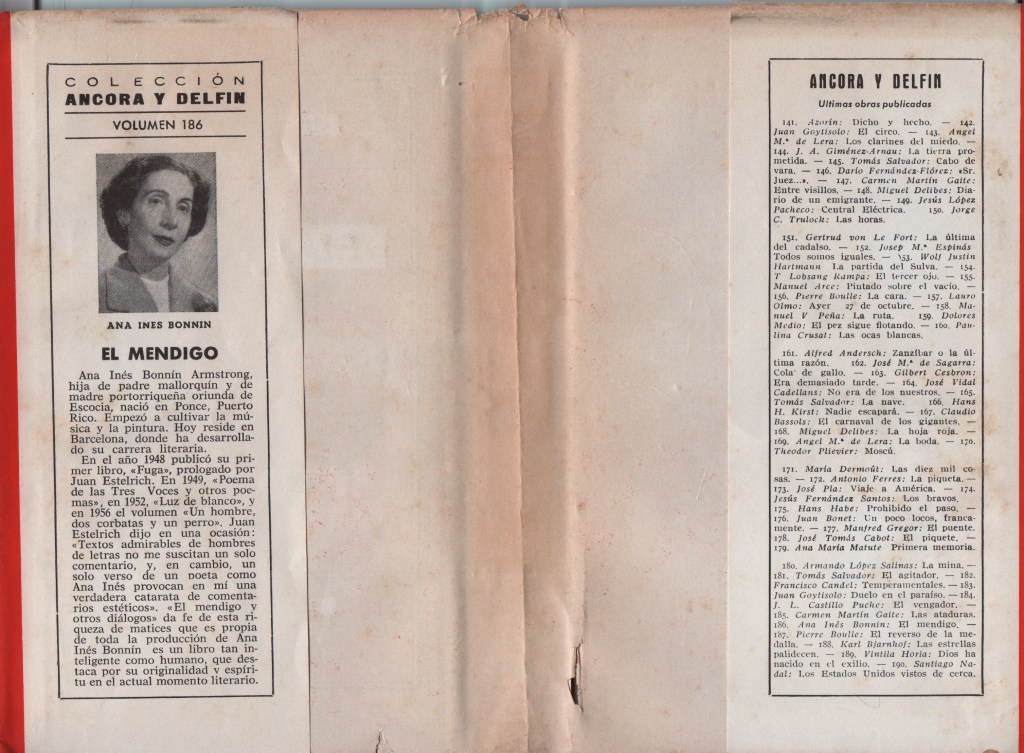 COLECCIÓN
ANCORA Y DELFIN
VOLUMEN 186
ANA INES BONNIN
EL MENDIGO
Ana Inés Bonnín Armstrong,
hija de padre mallorquín y de
madre portorriqueña oriunda de
Escocia, nació en Ponce, Puerto
Rico. Empezó a cultivar la mú-
sica y la pintura. Hoy reside en
Barcelona, donde ha desarrolla-
do su carrera literaria.
En el año 1948 publicó su pri-
mer libro, «Fuga», prologado por
Juan Estelrich. En 1949, «Poema
de las Tres Voces y otros poe-
mas», en 1952, «Luz de blanco», y
en 1956 el volumen «Un hombre,
dos corbatas y un perro». Juan
Estelrich dijo en una ocasión:
«Textos admirables de hombres
de letras no me suscitan un solo
comentario, y, en cambio, un
solo verso de un poeta como
Ana Inés provocan en mí una
verdadera catarata de comenta-
rios estéticos». «El mendigo y
otros diálogos» da fe de esta ri-
queza de matices que es propia
de toda la producción de Ana
Inés Bonnín es un libro tan in-
teligente como humano, que des-
taca por su originalidad y espíri-
tu en el actual momento literario.
ANCORA Y DELFIN
Ultimas obras publicadas
141. Azorín: Dicho y hecho. — 142.
Juan Goytisolo: El circo. — 143. Angel
M.ª de Lera: Los clarines del miedo. —
144. J. A. Giménez-Arnau: La tierra pro-
metida. — 145. Tomás Salvador: Cabo de
vara. — 146. Darío Fernández-Flórez: «Sr.
Juez...». — 147. Carmen Martín Gaite:
Entre visillos. — 148. Miguel Delibes: Dia-
rio de un emigrante. — 149. Jesús López
Pacheco: Central Eléctrica. 150. Jorge
C. Trulock: Las horas.
151. Gertrud von Le Fort: La última
del cadalso. — 152. Josep M.ª Espinás
Todos somos iguales. — 153. Wolf Justin
Hartmann La partida del Sulva. — 154.
T Lobsang Rampa: El tercer ojo. — 155.
Manuel Arce: Pintado sobre el vacío. —
156. Pierre Boulle: La cara. — 157. Lauro
Olmo: Ayer 27 de octubre. — 158. Ma-
nuel V Peña: La ruta. 159. Dolores
Medio: El pez sigue flotando. — 160. Pau-
lina Crusat: Las ocas blancas.
161. Alfred Andersch: Zanzíbar o la úl-
tima razón. 162. José M.ª de Sagarra:
Cola de gallo. — 163. Gilbert Cesbron:
Era demasiado tarde. — 164. José Vidal
Cadellans: No era de los nuestros. — 165.
Tomás Salvador: La nave. 166. Hans
H. Kirst: Nadie escapará. — 167. Claudio
Bassols: El carnaval de los gigantes. —
168. Miguel Delibes: La hoja roja. —
169. Angel M.ª de Lera: La boda. — 170.
Theodor Plievier: Moscú.
171. María Dermoût: Las diez mil co-
sas. — 172. Antonio Ferres: La piqueta. —
173. José Pla: Viaje a América. — 174.
Jesús Fernández Santos: Los bravos.
175. Hans Habe: Prohibido el paso. —
176. Juan Bonet: Un poco locos, franca-
mente. — 177. Manfred Gregor: El puente.
178. José Tomás Cabot: El piquete. —
179. Ana María Matute Primera memoria.
180. Armando López Salinas: La mina. —
181. Tomás Salvador: El agitador. — 182.
Francisco Candel: Temperamentales. — 183.
Juan Goytisolo: Duelo en el paraíso. — 184.
J. L. Castillo Puche: El vengador. —
185. Carmen Martín Gaite: Las ataduras.
186. Ana Inés Bonnín: El mendigo. —
187. Pierre Boulle: El reverso de la me-
dalla. — 188. Karl Bjarnhof: Las estrellas
palidecen. — 189. Vintila Horia: Dios ha
nacido en el exilio. — 190. Santiago Na-
dal: Los Estados Unidos vistos de cerca.